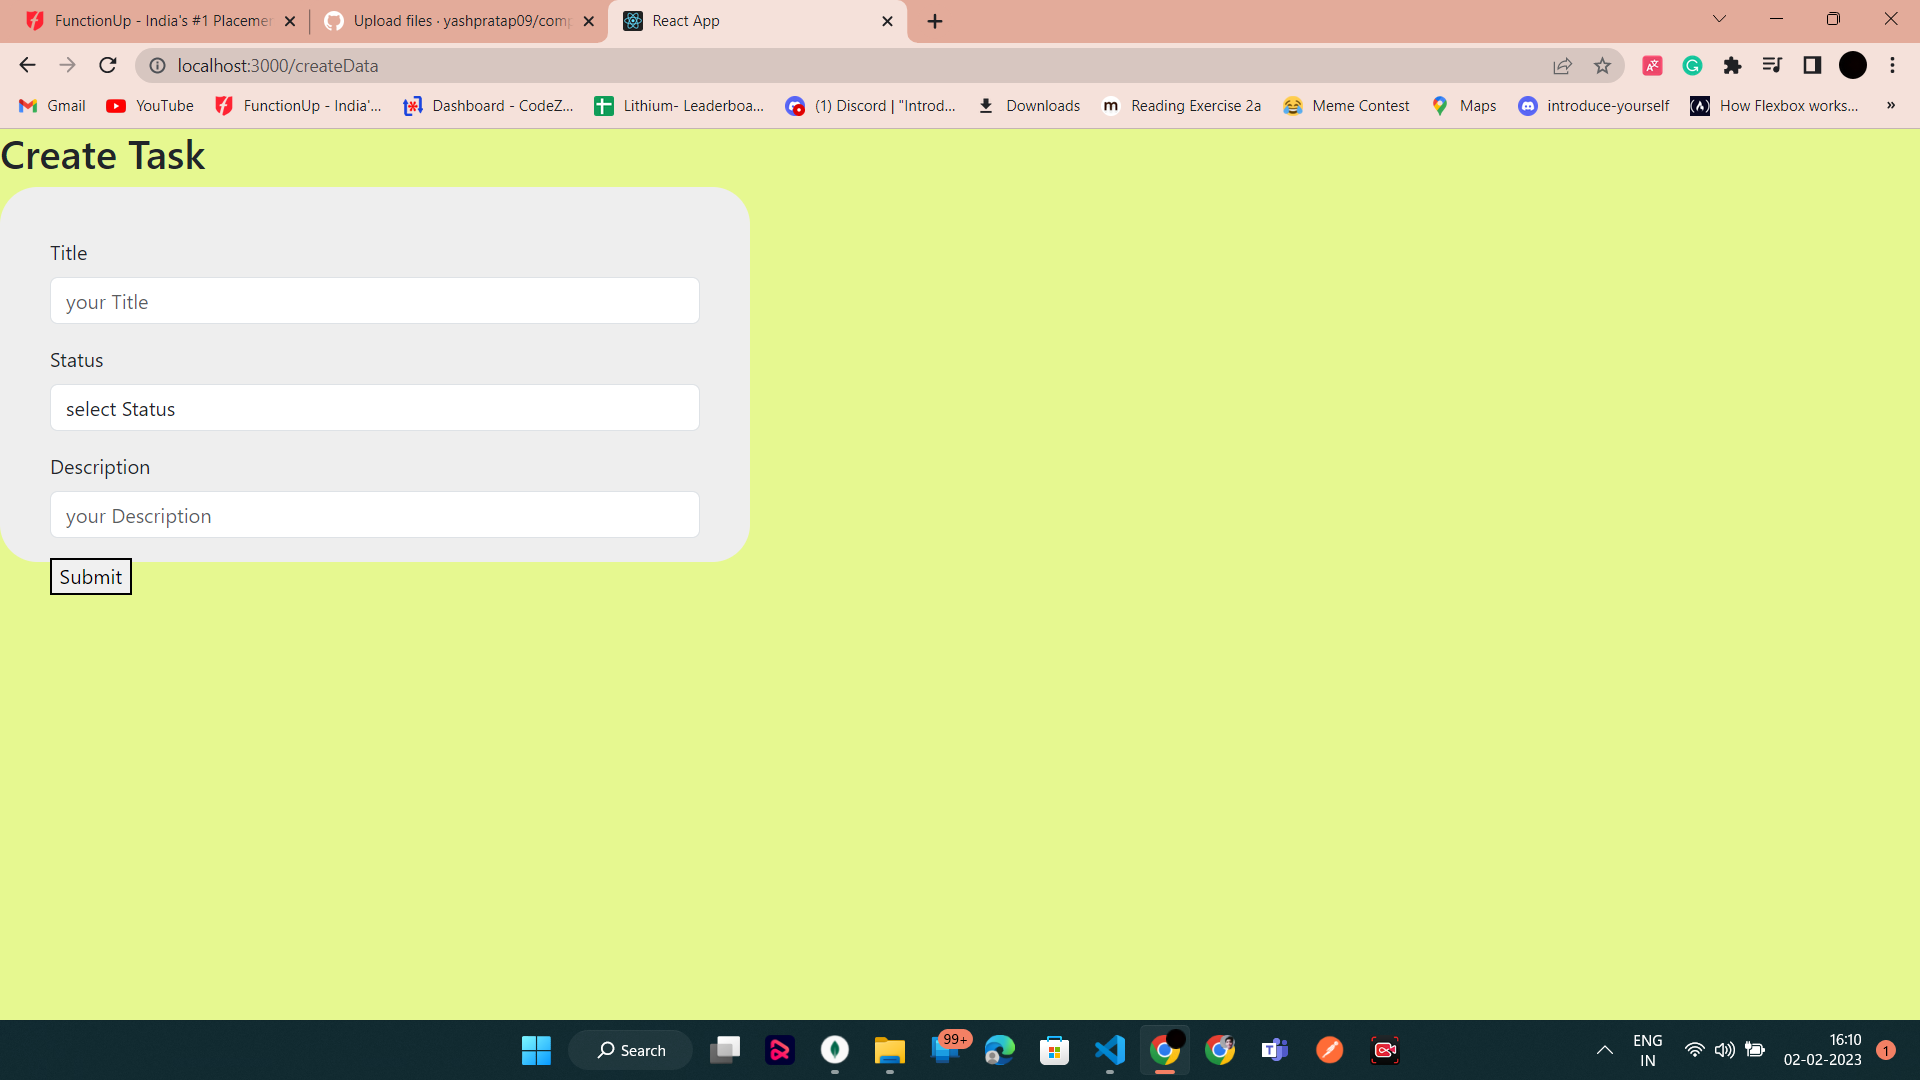 FunctionUp - India's #1 Placemen
Upload files · yashpratap09/comp
React App
localhost:3000/createData
Gmail
YouTube
FunctionUp - India'...
Dashboard - CodeZ...
Lithium- Leaderboa...
(1) Discord | "Introd...
Downloads
Reading Exercise 2a
Meme Contest
Maps
introduce-yourself
How Flexbox works...
»
Create Task
Title
your Title
Status
select Status
Description
your Description
Submit
Search
99+
ENG
IN
16:10
02-02-2023
1